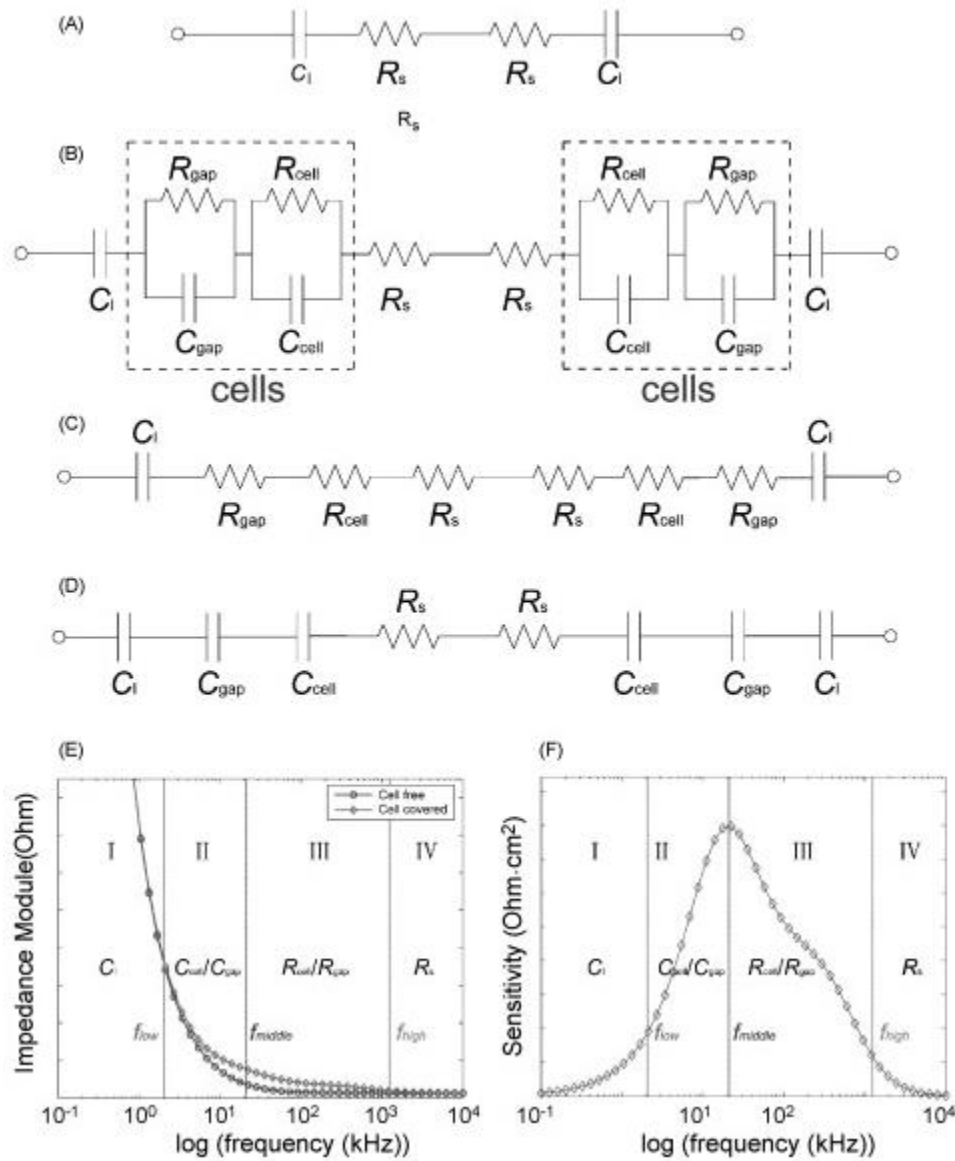 (A)
Cl Rs Rs Cl
Rs
(B)
Rgap Rcell Rcell Rgap
Cl Rs Rs Cl
Cgap Ccell Ccell Cgap
cells cells
(C)
Cl Cl
Rgap Rcell Rs Rs Rcell Rgap
(D)
Rs Rs
Cl Cgap Ccell Ccell Cgap Cl
(E)
Impedance Module(Ohm)
Cell free
Cell covered
I II III IV
Cl Ccell/Cgap Rcell/Rgap Rs
flow fmiddle fhigh
10-1 100 101 102 103 104
log (frequency (kHz))
(F)
Sensitivity (Ohm·cm2)
I II III IV
Cl Ccell/Cgap Rcell/Rgap Rs
flow fmiddle fhigh
10-1 101 102 104
log (frequency (kHz))